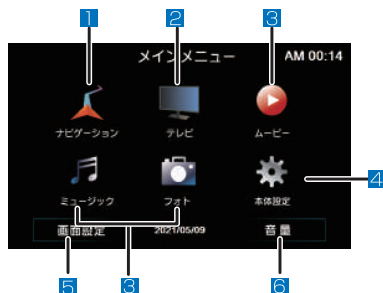 1 2 3
メインメニュー AM 00:14
ナビゲーション テレビ ムービー
4
ミュージック フォト 本体設定
画面設定 2021/05/09 音量
5 3 6